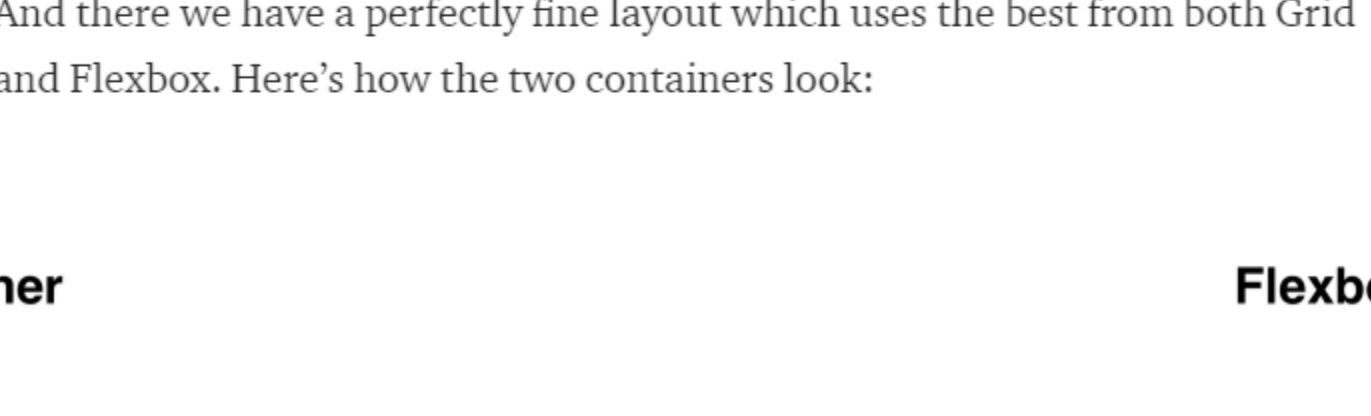 And there we have a perfectly fine layout which uses the best from both Grid
and Flexbox. Here’s how the two containers look:
ner Flexbo